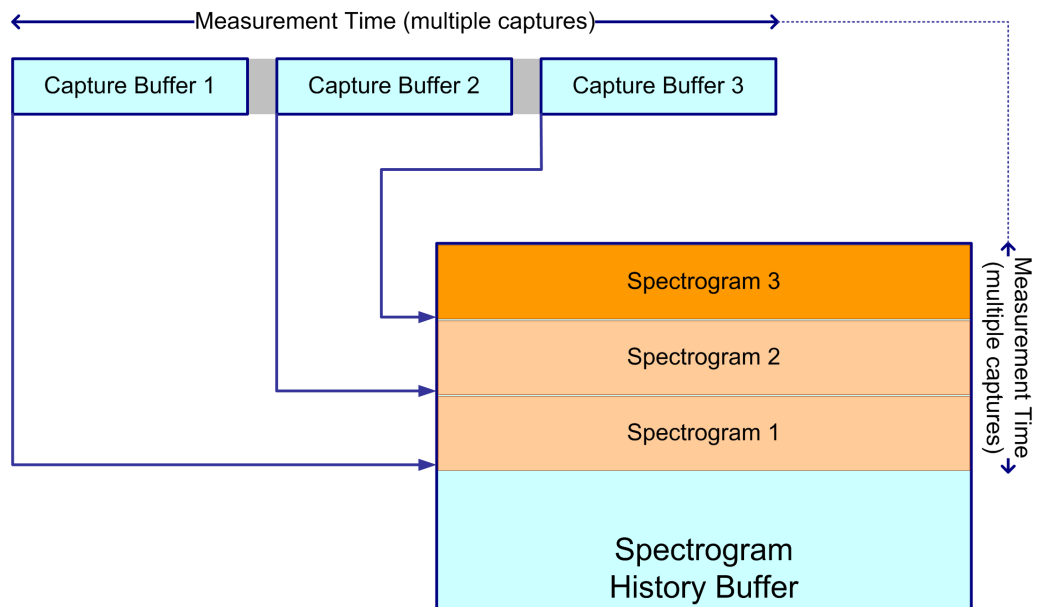 Measurement Time (multiple captures)
Capture Buffer 1
Capture Buffer 2
Capture Buffer 3
Spectrogram 3
Spectrogram 2
Spectrogram 1
Measurement Time
(multiple captures)
Spectrogram
History Buffer